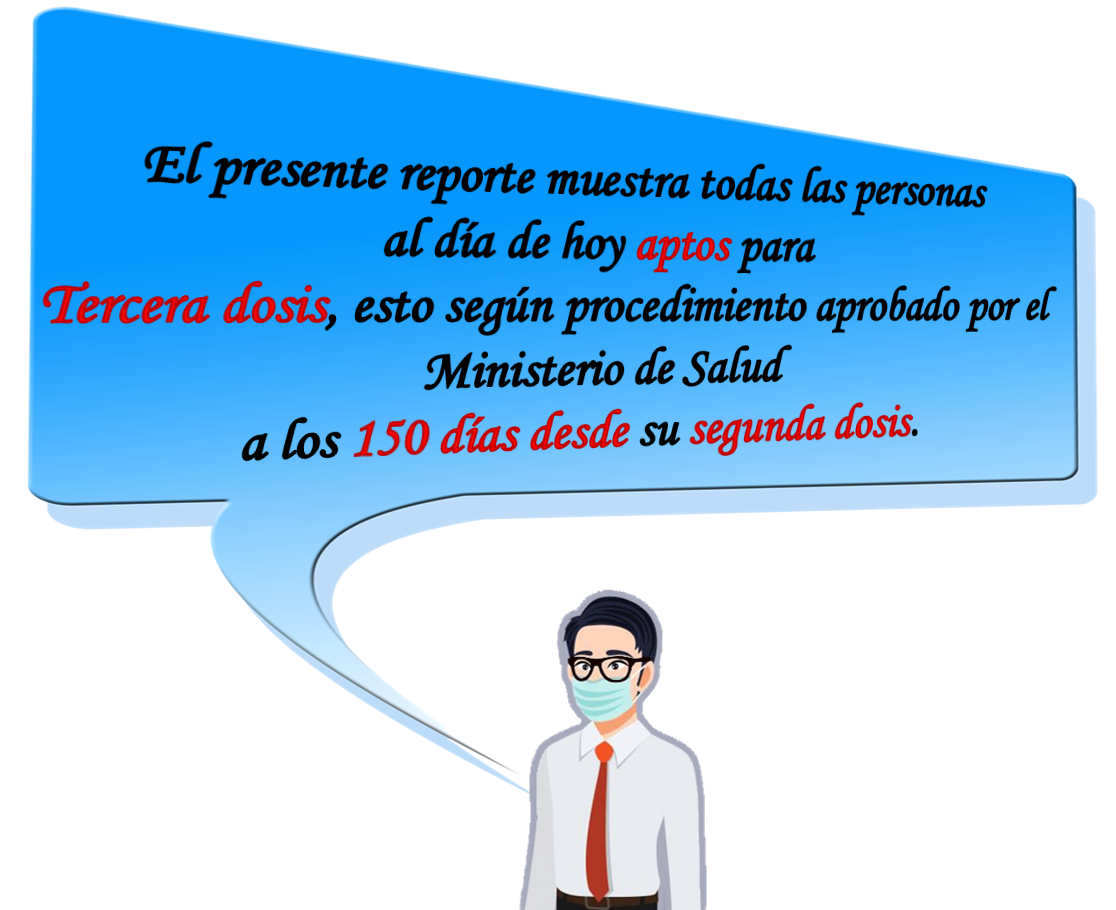 El presente reporte muestra todas las personas
al día de hoy aptos para
Tercera dosis, esto según procedimiento aprobado por el
Ministerio de Salud
a los 150 días desde su segunda dosis.